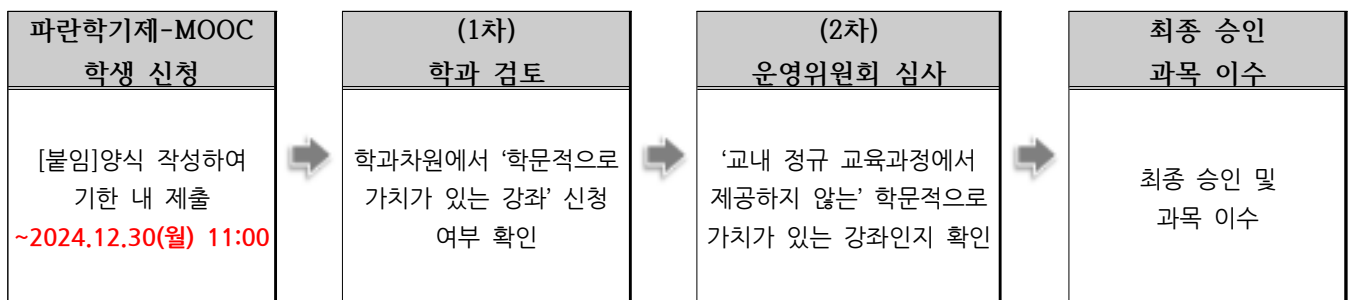 파란학기제-MOOC
학생 신청
[붙임]양식 작성하여
기한 내 제출
~2024.12.30(월) 11:00
(1차)
학과 검토
학과차원에서 ‘학문적으로
가치가 있는 강좌’ 신청
여부 확인
(2차)
운영위원회 심사
‘교내 정규 교육과정에서
제공하지 않는’ 학문적으로
가치가 있는 강좌인지 확인
최종 승인
과목 이수
최종 승인 및
과목 이수